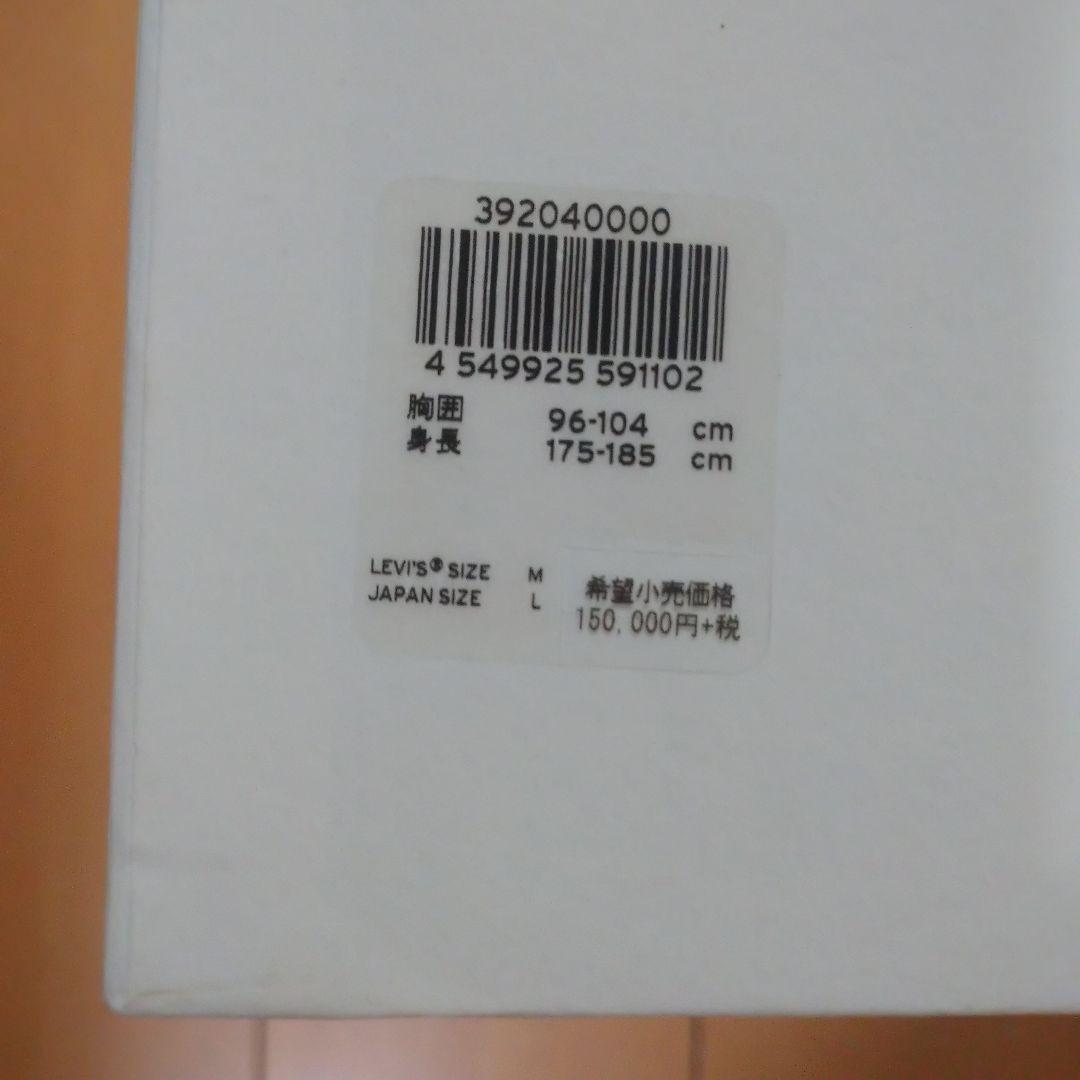 392040000
4 549925 591102
胸囲 96-104 cm
身長 175-185 cm
LEVI'S® SIZE M
JAPAN SIZE L
希望小売価格
150,000円+税